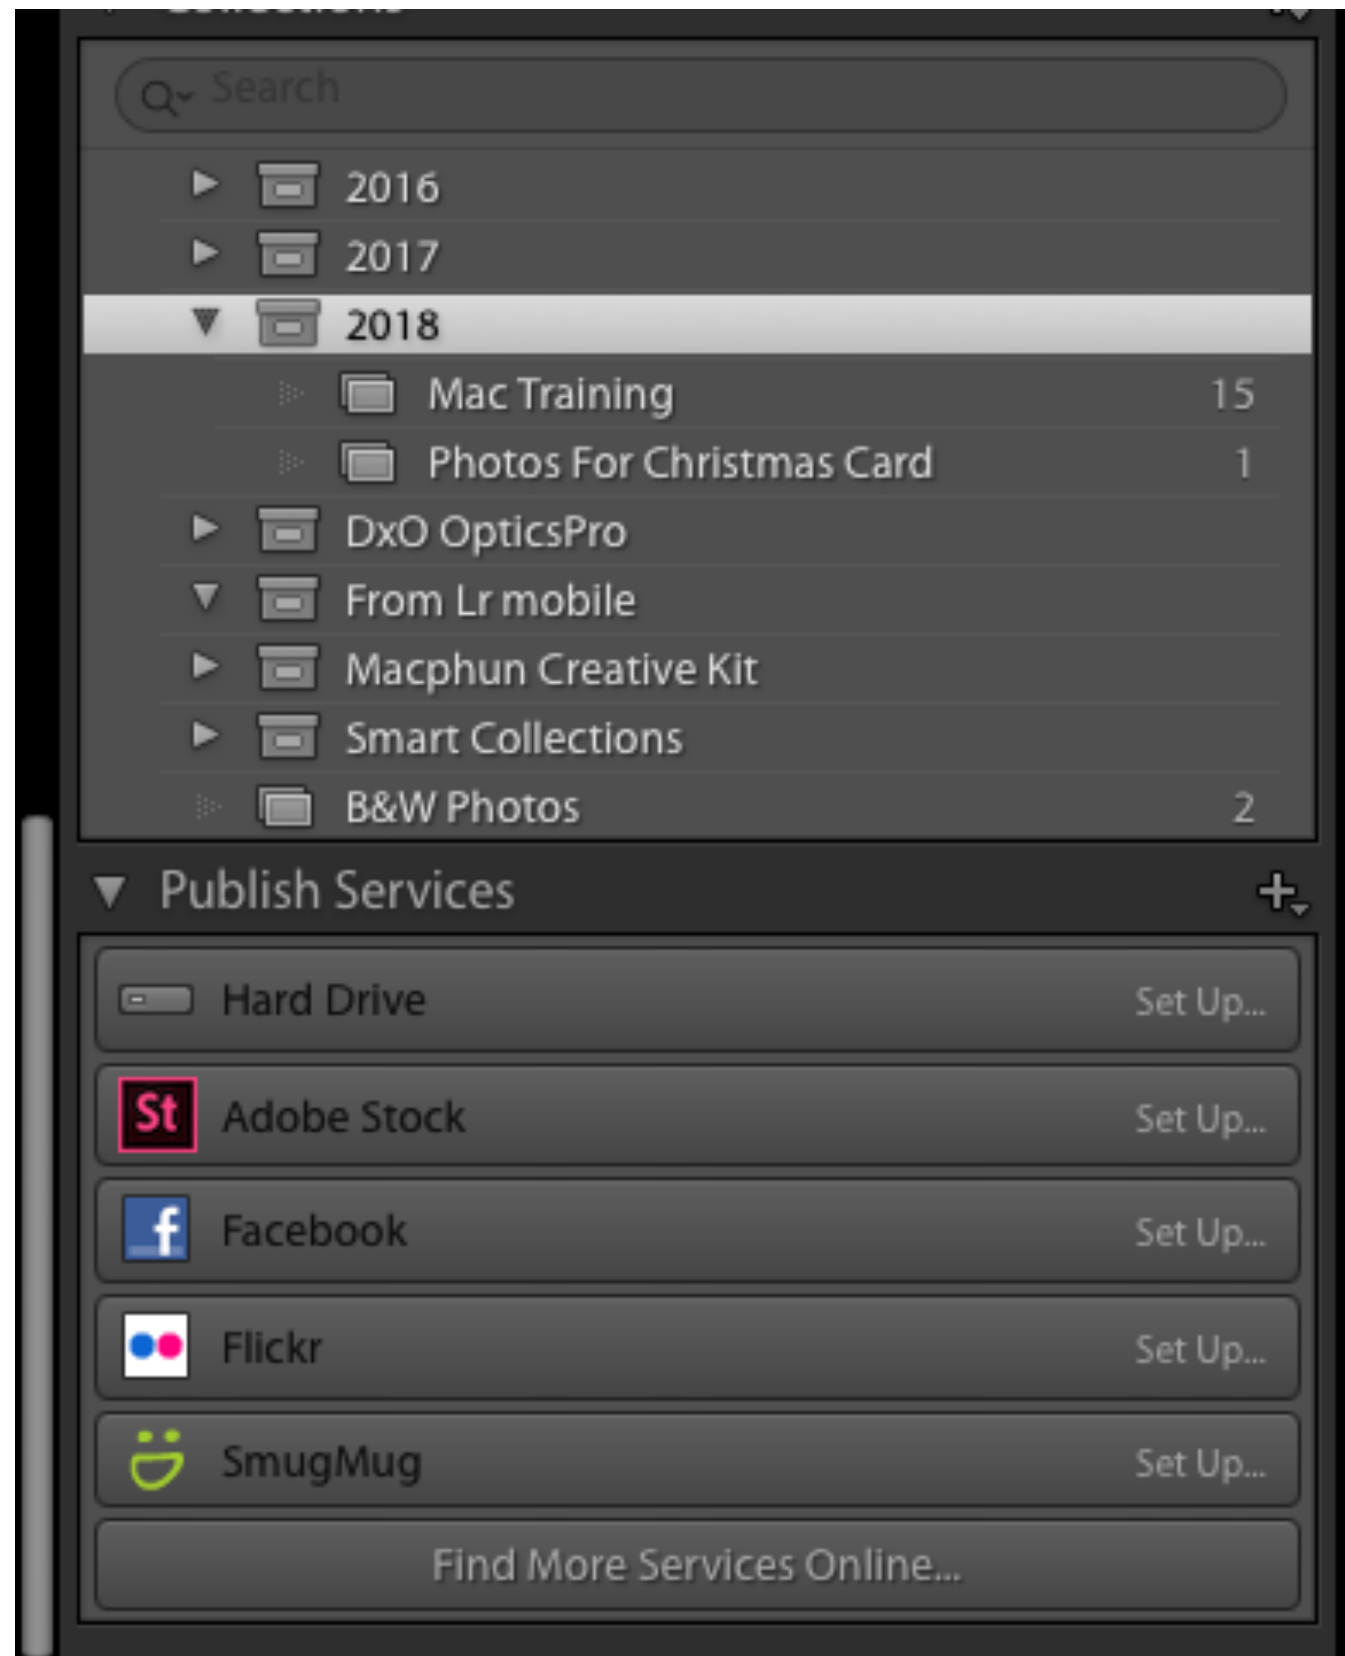 Search
2016
2017
2018
Mac Training 15
Photos For Christmas Card 1
DxO OpticsPro
From Lr mobile
Macphun Creative Kit
Smart Collections
B&W Photos 2
Publish Services
Hard Drive Set Up...
St Adobe Stock Set Up...
f Facebook Set Up...
Flickr Set Up...
SmugMug Set Up...
Find More Services Online...